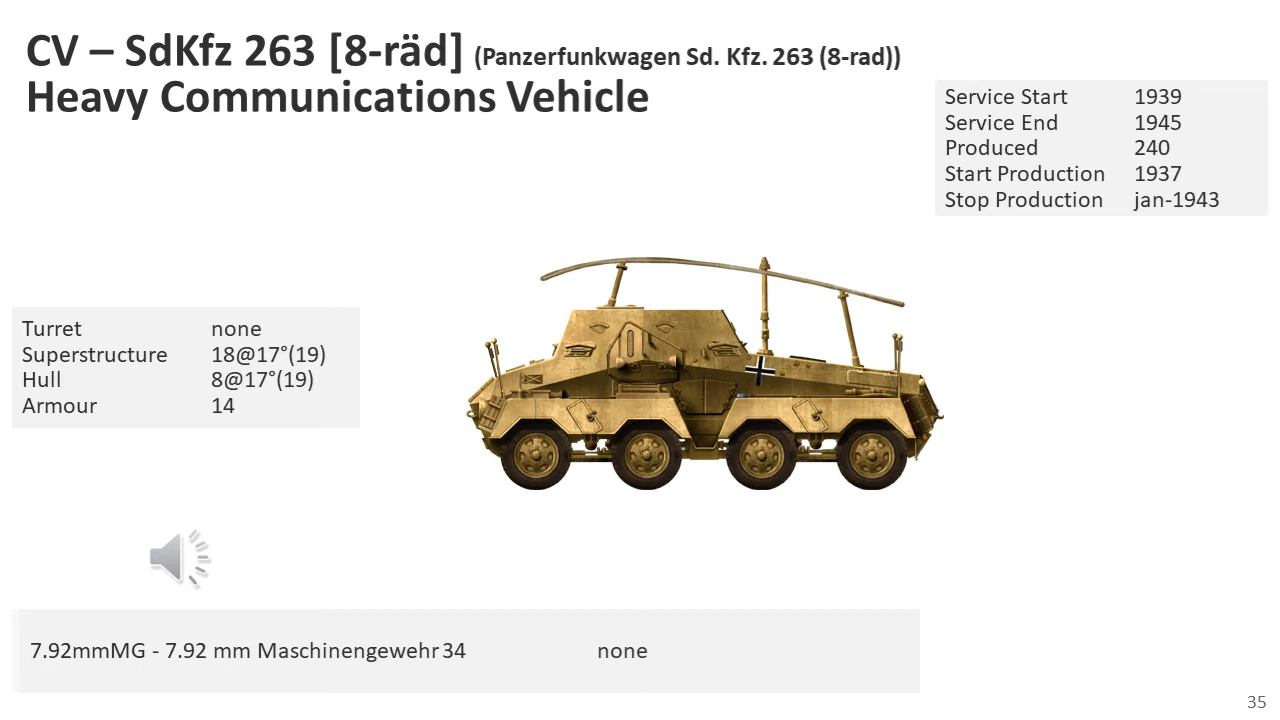 CV – SdKfz 263 [8-räd] (Panzerfunkwagen Sd. Kfz. 263 (8-rad))
Heavy Communications Vehicle
Service Start 1939
Service End 1945
Produced 240
Start Production 1937
Stop Production jan-1943
Turret none
Superstructure 18@17°(19)
Hull 8@17°(19)
Armour 14
7.92mmMG - 7.92 mm Maschinengewehr 34 none
35